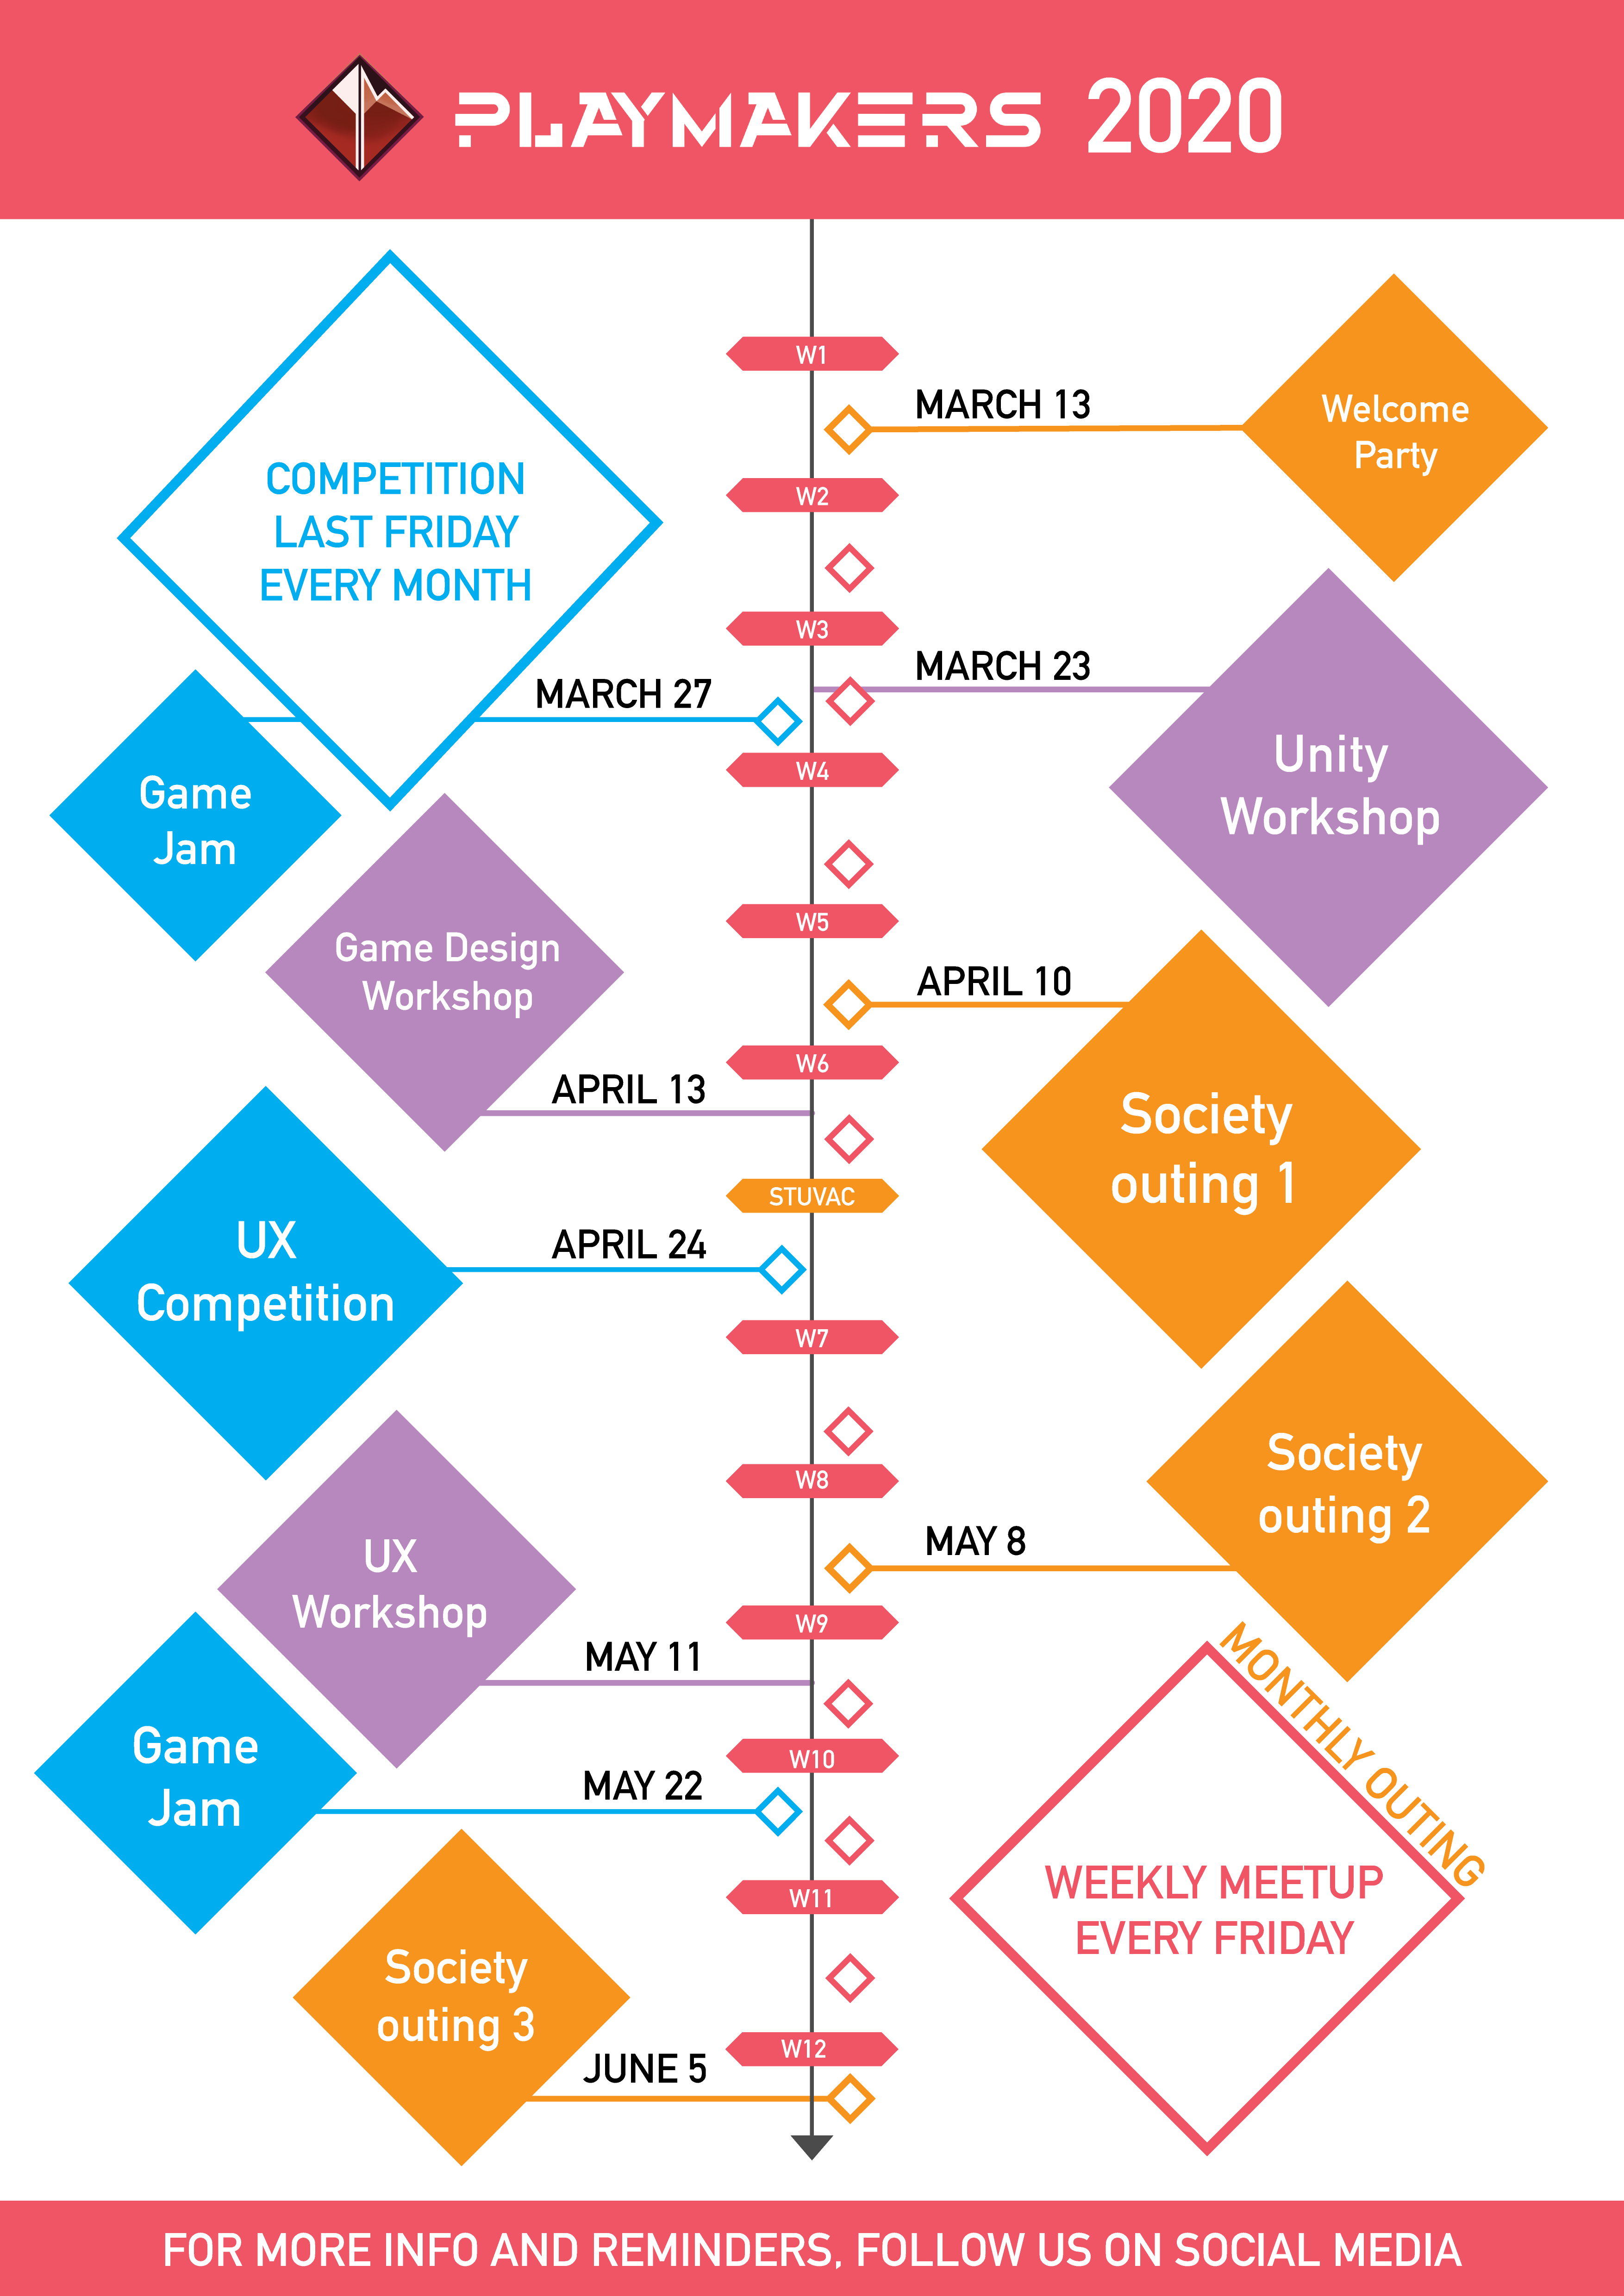 PLAYMAKERS 2020
W1
MARCH 13
Welcome
Party
COMPETITION
LAST FRIDAY
EVERY MONTH
W2
W3
MARCH 23
Unity
Workshop
MARCH 27
Game
Jam
W4
Game Design
Workshop
W5
APRIL 10
Society
outing 1
W6
APRIL 13
STUVAC
UX
Competition
APRIL 24
W7
Society
outing 2
W8
MAY 8
UX
Workshop
W9
MAY 11
MONTHLY OUTING
Game
Jam
W10
MAY 22
WEEKLY MEETUP
EVERY FRIDAY
W11
Society
outing 3
W12
JUNE 5
FOR MORE INFO AND REMINDERS, FOLLOW US ON SOCIAL MEDIA